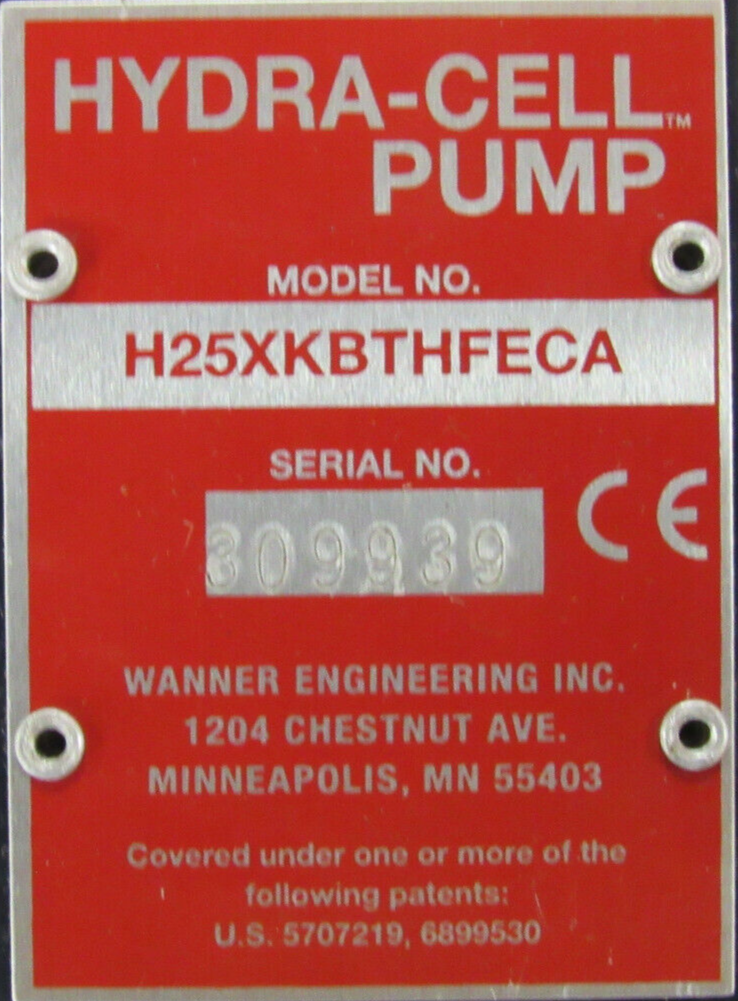 HYDRA-CELL™
PUMP
MODEL NO.
H25XKBTHFECA
SERIAL NO.
309939
CE
WANNER ENGINEERING INC.
1204 CHESTNUT AVE.
MINNEAPOLIS, MN 55403
Covered under one or more of the
following patents:
U.S. 5707219, 6899530